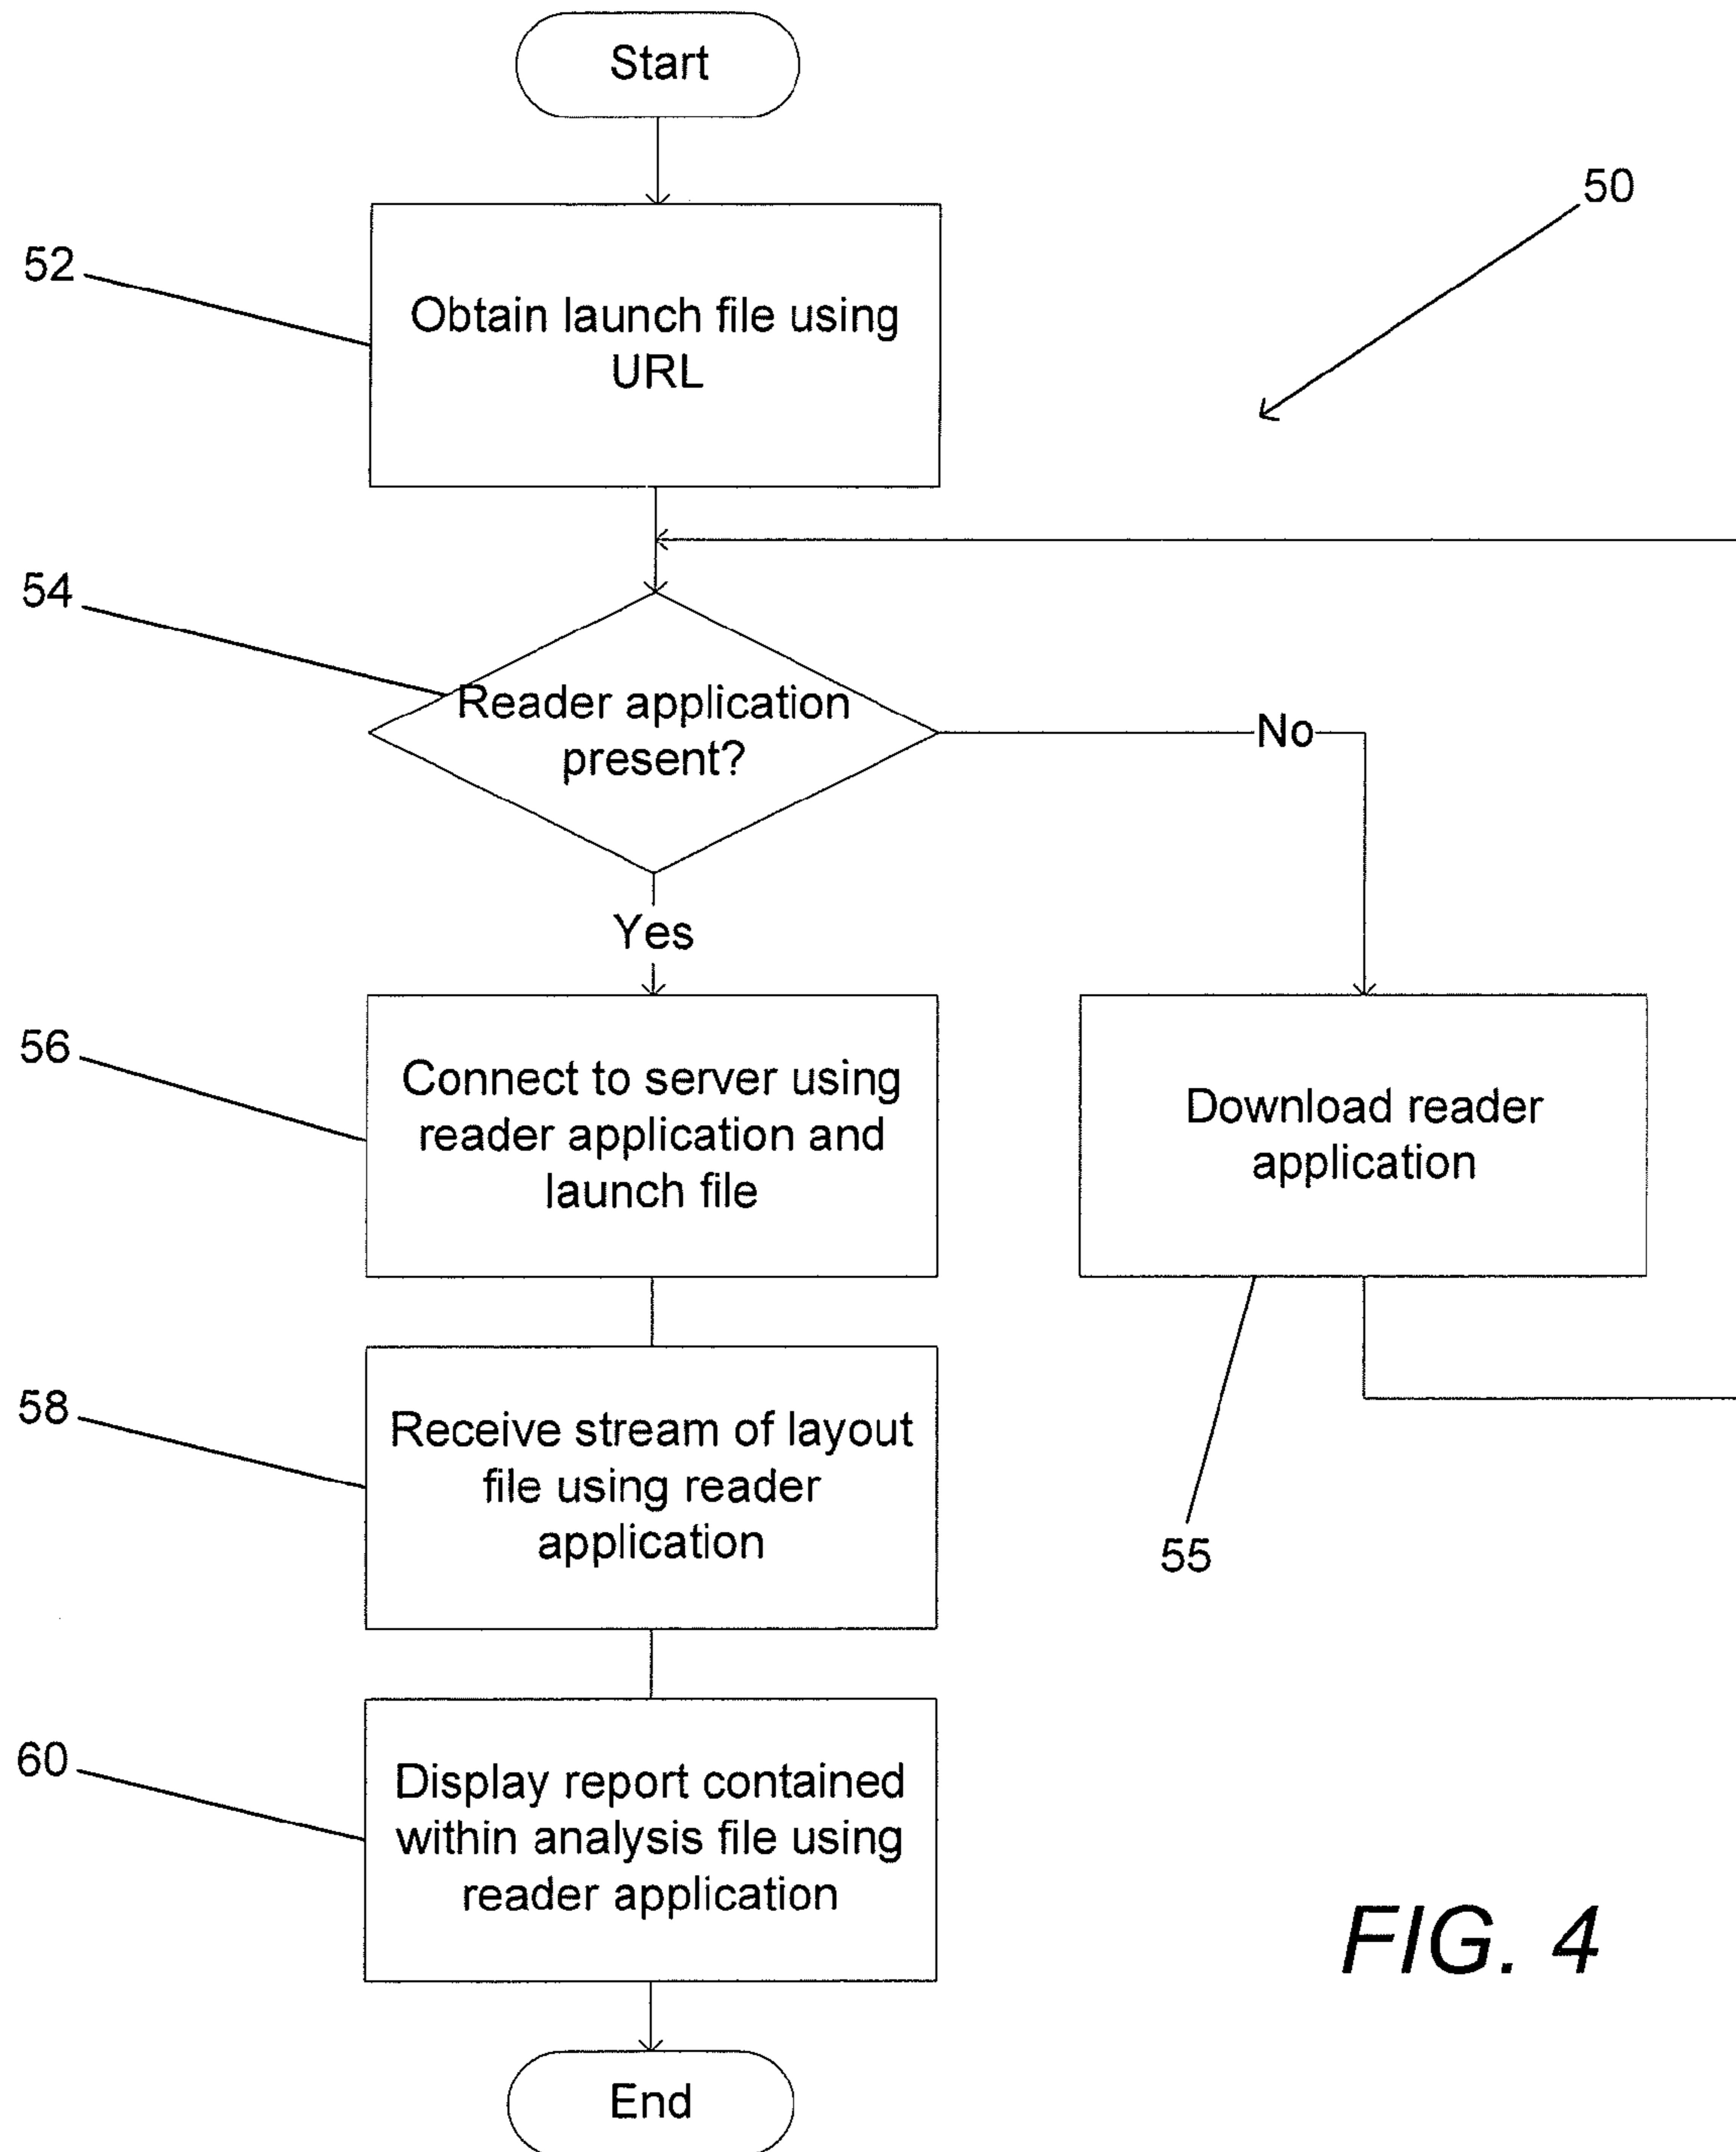 Start
50
52
Obtain launch file using
URL
54
Reader application
present?
No
Yes
56
Connect to server using
reader application and
launch file
Download reader
application
58
Receive stream of layout
file using reader
application
55
60
Display report contained
within analysis file using
reader application
FIG. 4
End